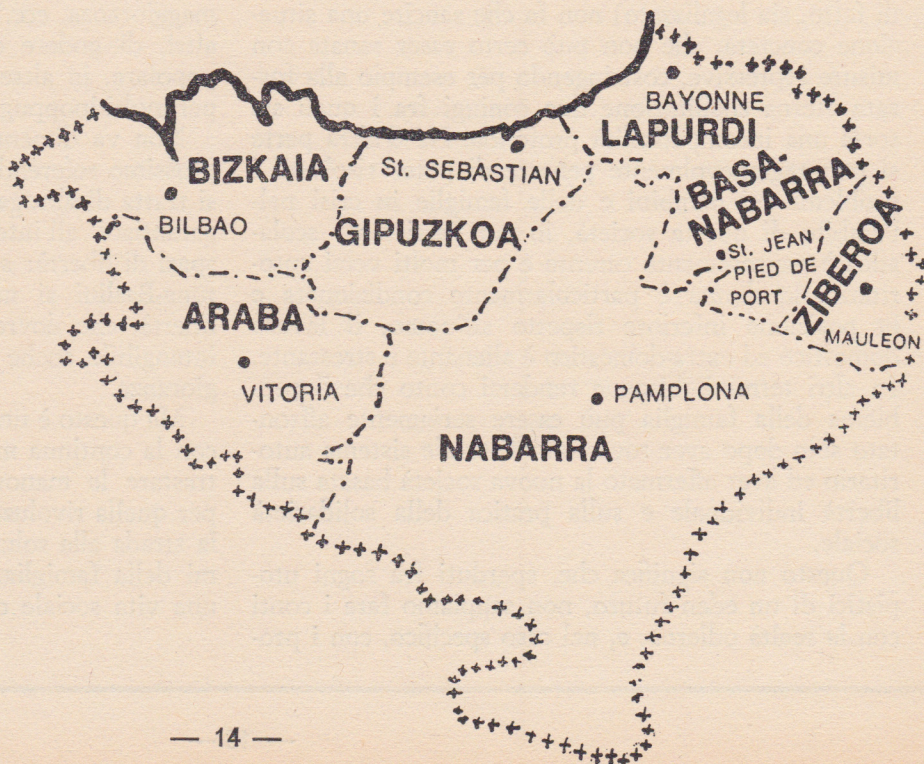 BAYONNE
LAPURDI
BIZKAIA
St. SEBASTIAN
BASA-
NABARRA
BILBAO
GIPUZKOA
St. JEAN
PIED DE
PORT
ZIBEROA
ARABA
MAULEON
VITORIA
PAMPLONA
NABARRA
— 14 —